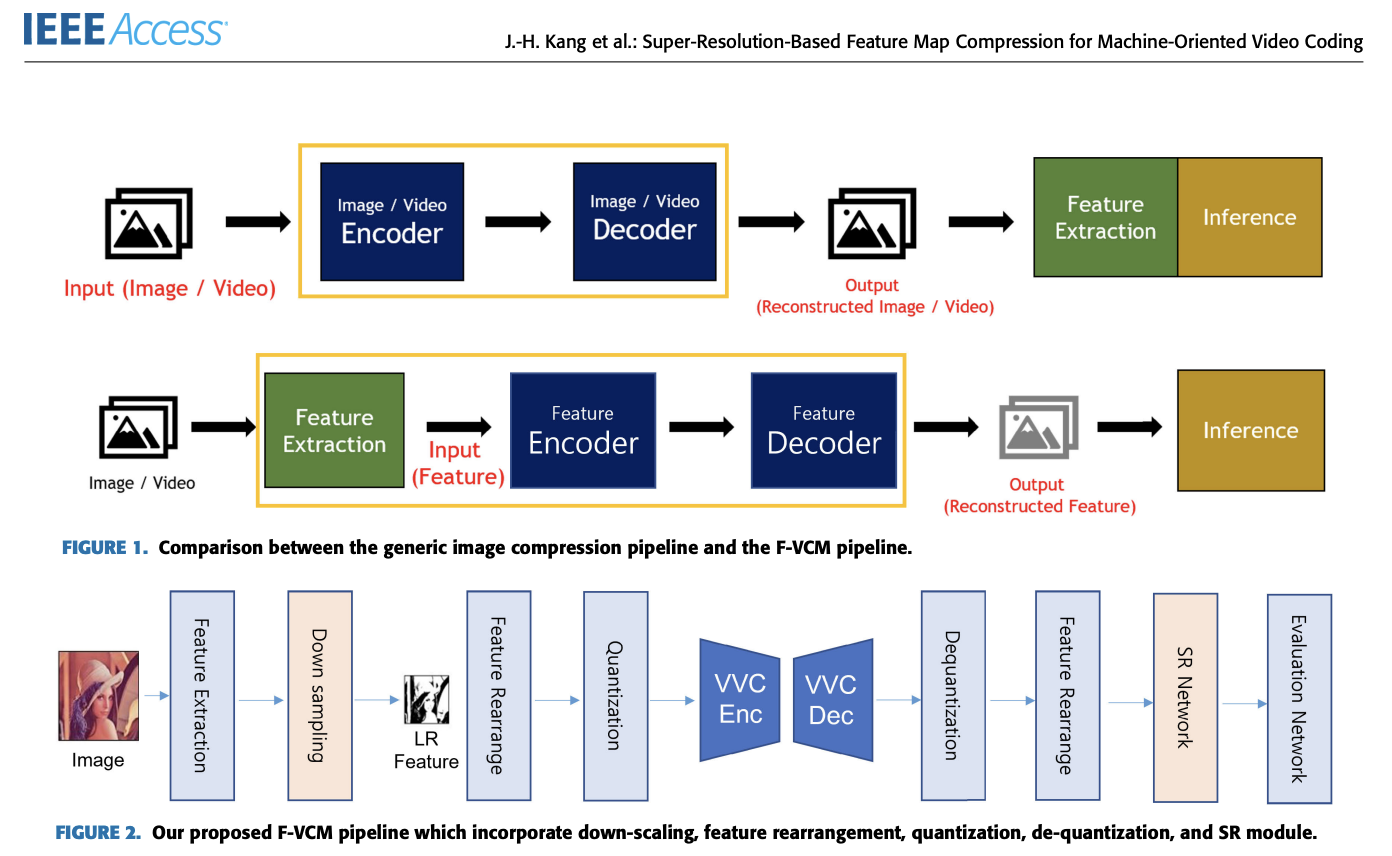 IEEE Access
J.-H. Kang et al.: Super-Resolution-Based Feature Map Compression for Machine-Oriented Video Coding
Input (Image / Video)
Image / Video
Encoder
Image / Video
Decoder
Output
(Reconstructed Image / Video)
Feature
Extraction
Inference
Image / Video
Feature
Extraction
Input
(Feature)
Feature
Encoder
Feature
Decoder
Output
(Reconstructed Feature)
Inference
FIGURE 1. Comparison between the generic image compression pipeline and the F-VCM pipeline.
Image
Feature Extraction
Down sampling
LR
Feature
Feature Rearrange
Quantization
VVC
Enc
VVC
Dec
Dequantization
Feature Rearrange
SR Network
Evaluation Network
FIGURE 2. Our proposed F-VCM pipeline which incorporate down-scaling, feature rearrangement, quantization, de-quantization, and SR module.